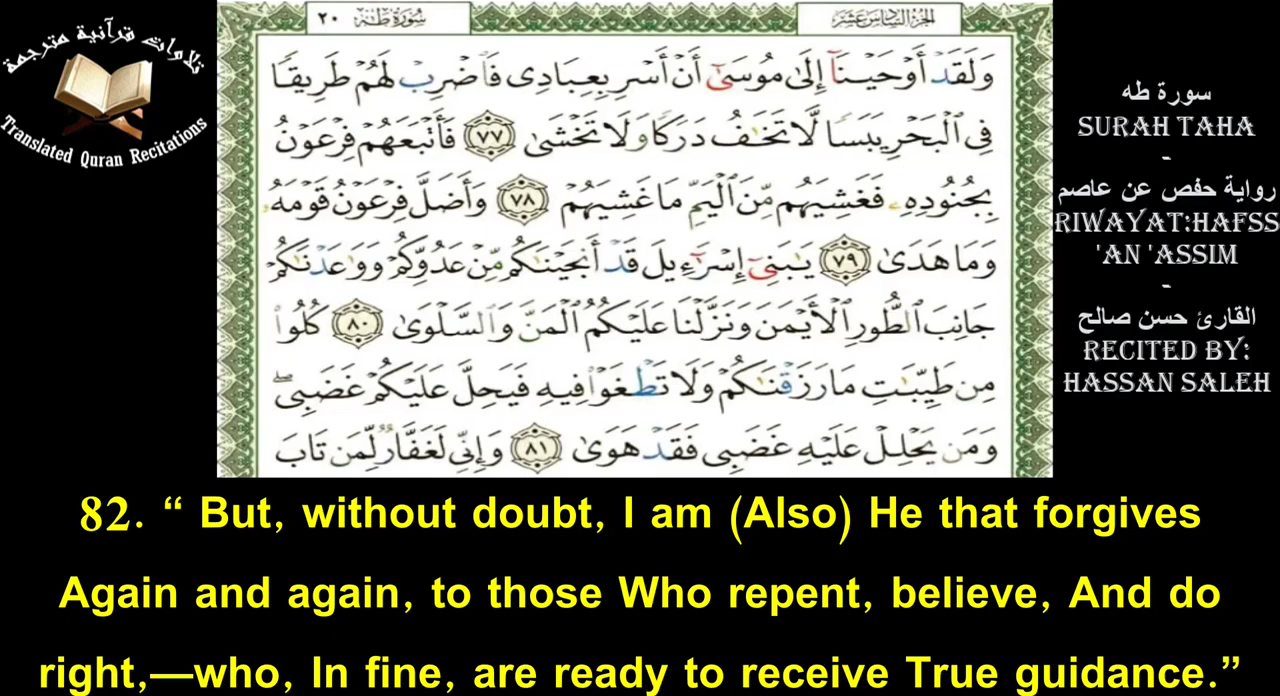 تلاوات قرآنية مترجمة
Translated Quran Recitations
سورة طه ٢٠
الجزء السادس عشر
وَلَقَدْ أَوْحَيْنَآ إِلَىٰ مُوسَىٰٓ أَنْ أَسْرِ بِعِبَادِى فَٱضْرِبْ لَهُمْ طَرِيقًا
فِى ٱلْبَحْرِ يَبَسًا لَّا تَخَـٰفُ دَرَكًا وَلَا تَخْشَىٰ ٧٧ فَأَتْبَعَهُمْ فِرْعَوْنُ
بِجُنُودِهِۦ فَغَشِيَهُم مِّنَ ٱلْيَمِّ مَا غَشِيَهُمْ ٧٨ وَأَضَلَّ فِرْعَوْنُ قَوْمَهُۥ
وَمَا هَدَىٰ ٧٩ يَـٰبَنِىٓ إِسْرَٰٓءِيلَ قَدْ أَنجَيْنَـٰكُم مِّنْ عَدُوِّكُمْ وَوَٰعَدْنَـٰكُمْ
جَانِبَ ٱلطُّورِ ٱلْأَيْمَنَ وَنَزَّلْنَا عَلَيْكُمُ ٱلْمَنَّ وَٱلسَّلْوَىٰ ٨٠ كُلُوا۟
مِن طَيِّبَـٰتِ مَا رَزَقْنَـٰكُمْ وَلَا تَطْغَوْا۟ فِيهِ فَيَحِلَّ عَلَيْكُمْ غَضَبِى ۖ
وَمَن يَحْلِلْ عَلَيْهِ غَضَبِى فَقَدْ هَوَىٰ ٨١ وَإِنِّى لَغَفَّارٌ لِّمَن تَابَ
سورة طه
SURAH TAHA
-
رواية حفص عن عاصم
RIWAYAT:HAFSS
'AN 'ASSIM
-
القارئ حسن صالح
RECITED BY:
HASSAN SALEH
82. “ But, without doubt, I am (Also) He that forgives
Again and again, to those Who repent, believe, And do
right,—who, In fine, are ready to receive True guidance.”